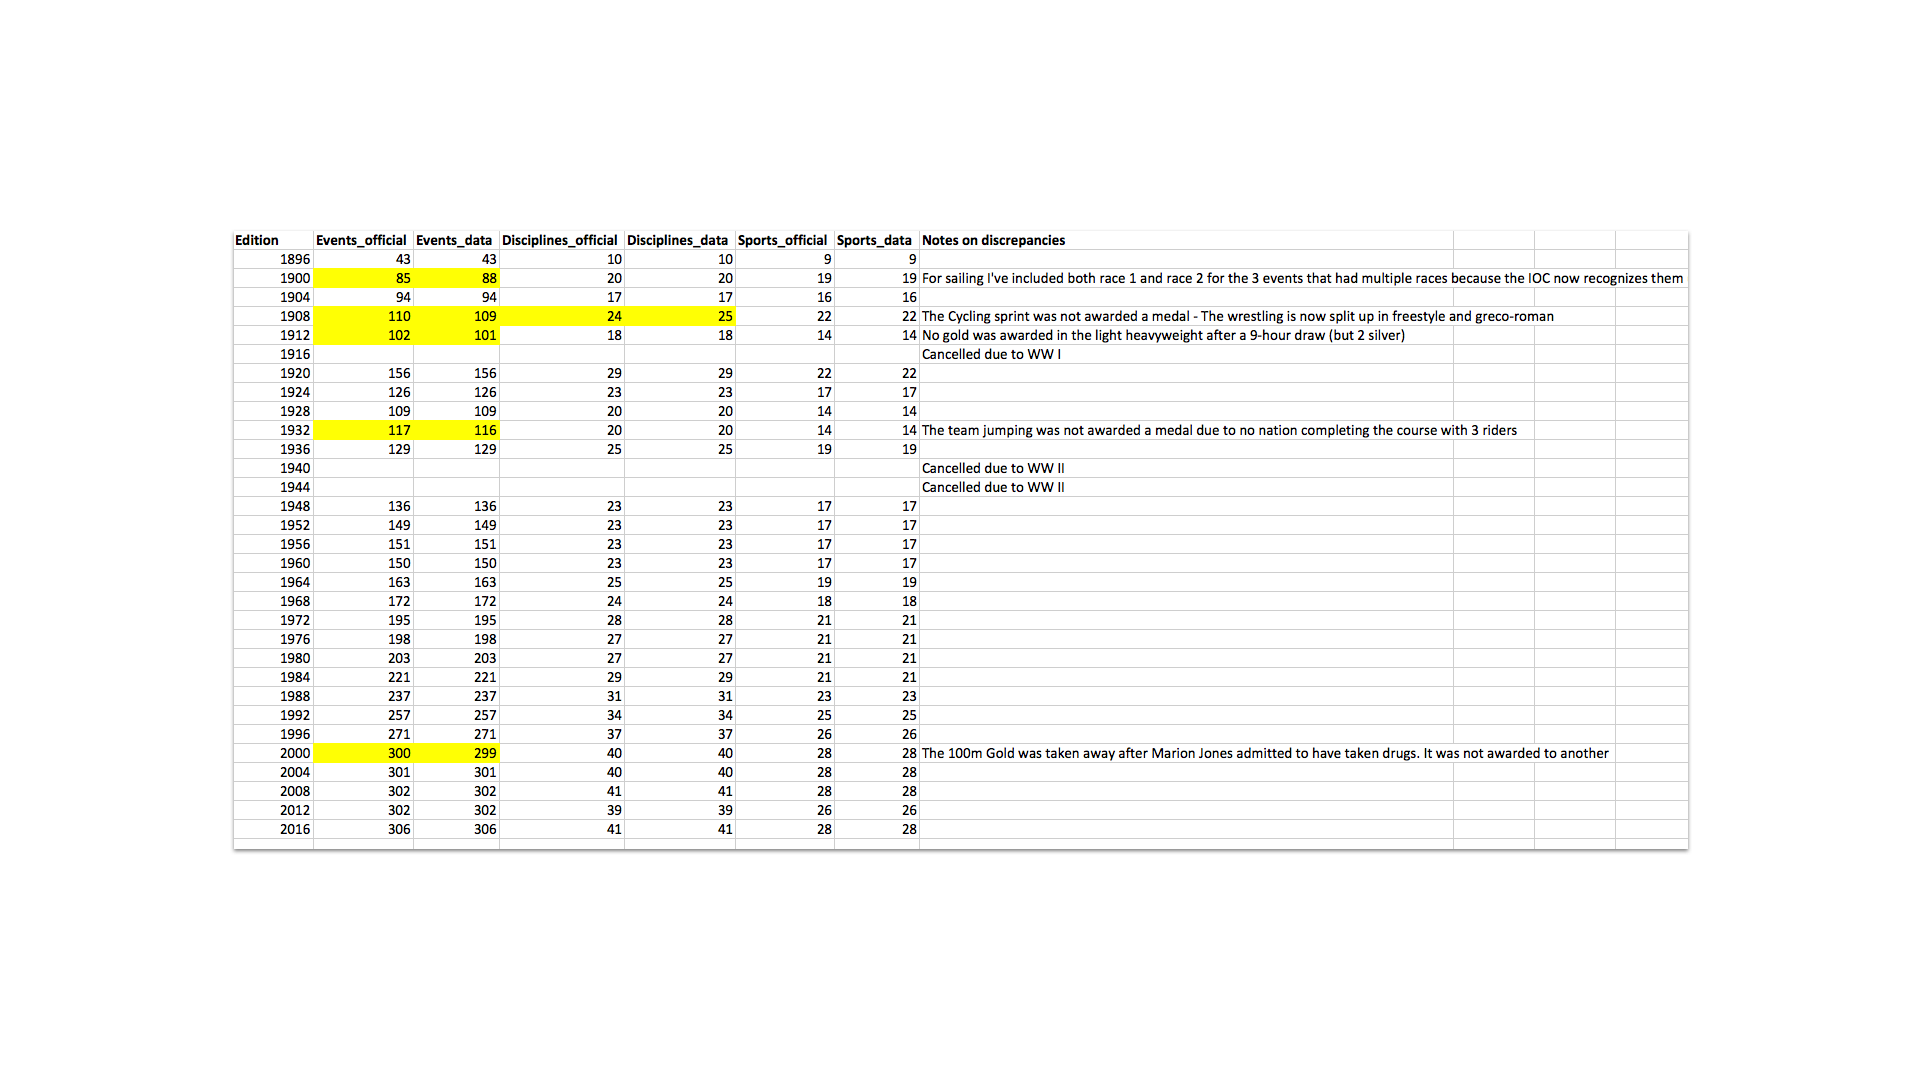 Edition Events_official Events_data Disciplines_official Disciplines_data Sports_official Sports_data Notes on discrepancies
1896 43 43 10 10 9 9
1900 85 88 20 20 19 19 For sailing I've included both race 1 and race 2 for the 3 events that had multiple races because the IOC now recognizes them
1904 94 94 17 17 16 16
1908 110 109 24 25 22 22 The Cycling sprint was not awarded a medal - The wrestling is now split up in freestyle and greco-roman
1912 102 101 18 18 14 14 No gold was awarded in the light heavyweight after a 9-hour draw (but 2 silver)
1916 Cancelled due to WW I
1920 156 156 29 29 22 22
1924 126 126 23 23 17 17
1928 109 109 20 20 14 14
1932 117 116 20 20 14 14 The team jumping was not awarded a medal due to no nation completing the course with 3 riders
1936 129 129 25 25 19 19
1940 Cancelled due to WW II
1944 Cancelled due to WW II
1948 136 136 23 23 17 17
1952 149 149 23 23 17 17
1956 151 151 23 23 17 17
1960 150 150 23 23 17 17
1964 163 163 25 25 19 19
1968 172 172 24 24 18 18
1972 195 195 28 28 21 21
1976 198 198 27 27 21 21
1980 203 203 27 27 21 21
1984 221 221 29 29 21 21
1988 237 237 31 31 23 23
1992 257 257 34 34 25 25
1996 271 271 37 37 26 26
2000 300 299 40 40 28 28 The 100m Gold was taken away after Marion Jones admitted to have taken drugs. It was not awarded to another
2004 301 301 40 40 28 28
2008 302 302 41 41 28 28
2012 302 302 39 39 26 26
2016 306 306 41 41 28 28